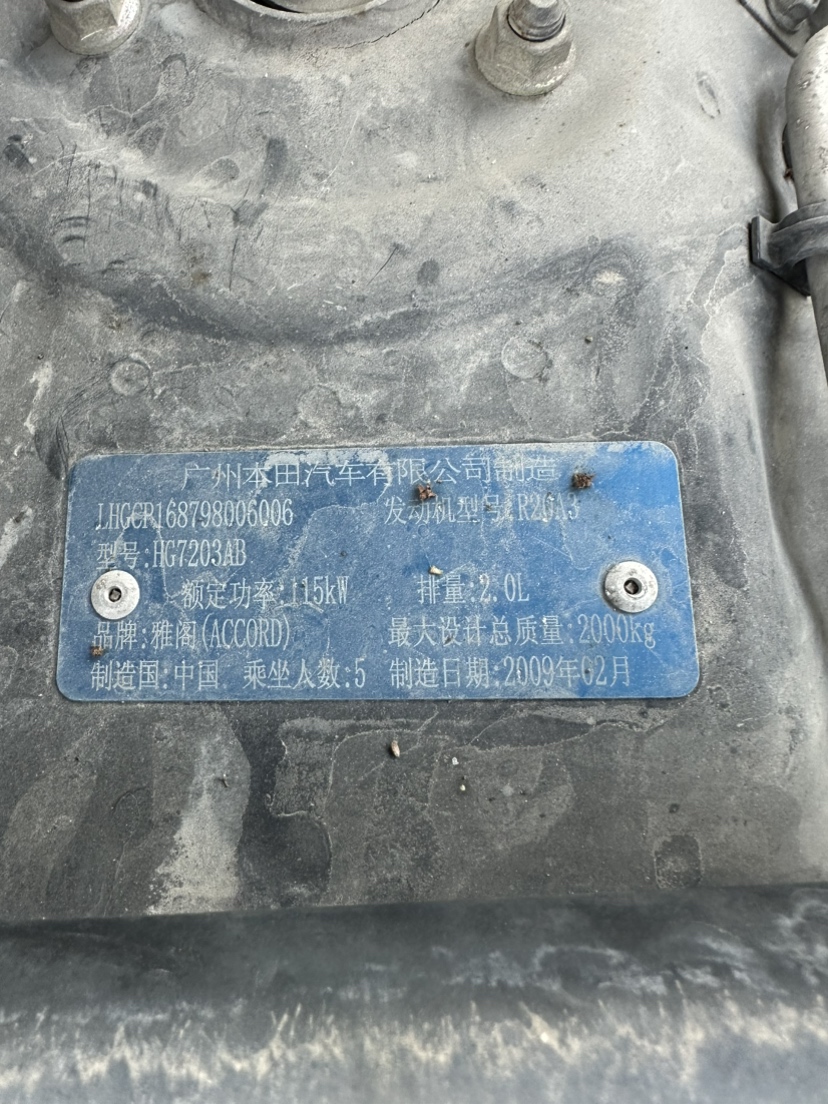 广州本田汽车有限公司制造
LHGCP168798006006 发动机型号:R20A3
型号:HG7203AB
额定功率:115kW 排量:2.0L
品牌:雅阁(ACCORD) 最大设计总质量:2000kg
制造国:中国 乘坐人数:5 制造日期:2009年02月